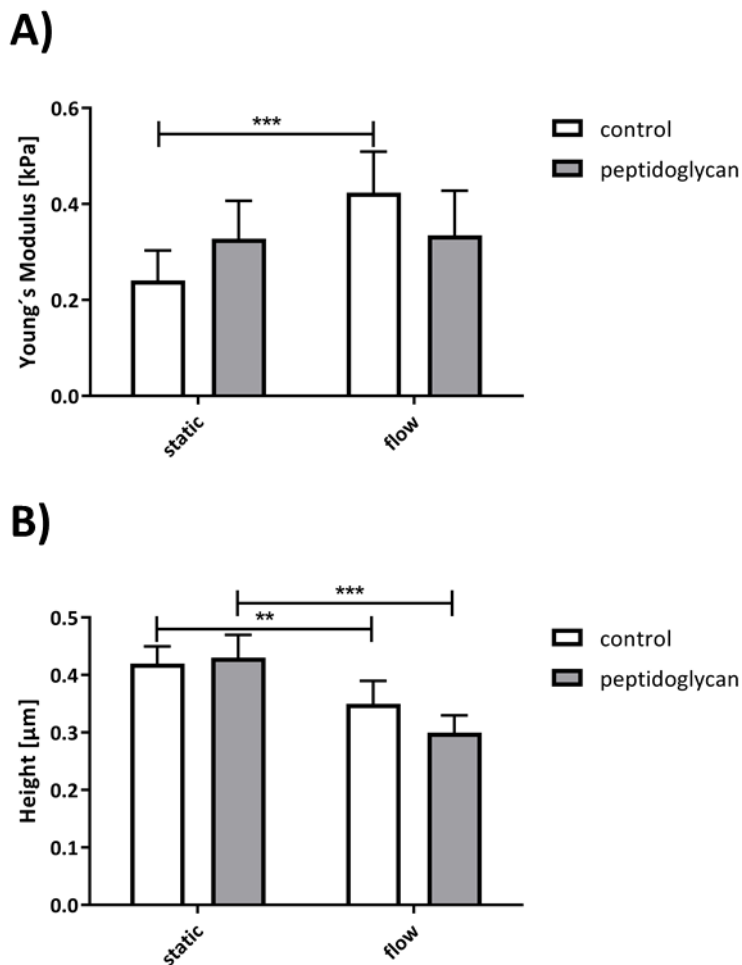 A)
Young´s Modulus [kPa]
0.6
0.4
0.2
0.0
***
static
flow
control
peptidoglycan
B)
Height [µm]
0.5
0.4
0.3
0.2
0.1
0.0
***
**
static
flow
control
peptidoglycan